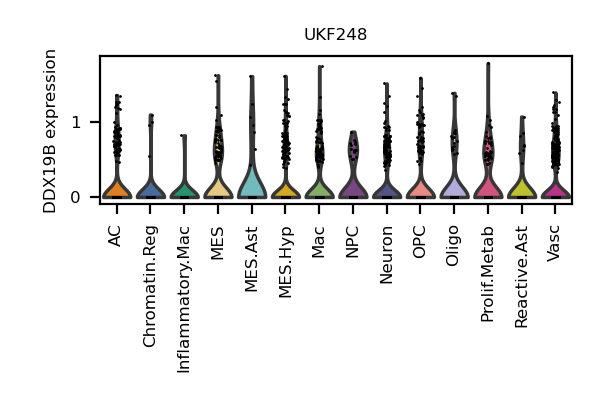 UKF248
DDX19B expression
1
0
AC
Chromatin.Reg
Inflammatory.Mac
MES
MES.Ast
MES.Hyp
Mac
NPC
Neuron
OPC
Oligo
Prolif.Metab
Reactive.Ast
Vasc